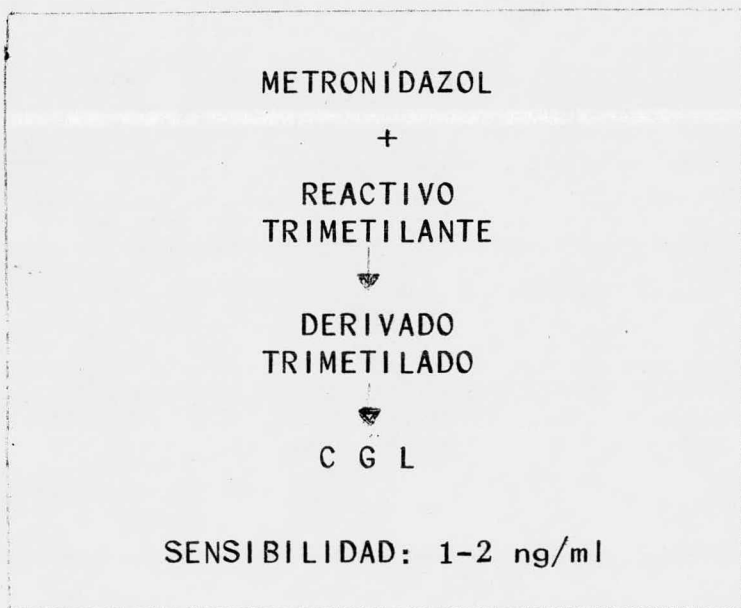 METRONIDAZOL
+
REACTIVO
TRIMETILANTE
DERIVADO
TRIMETILADO
C G L
SENSIBILIDAD: 1-2 ng/ml